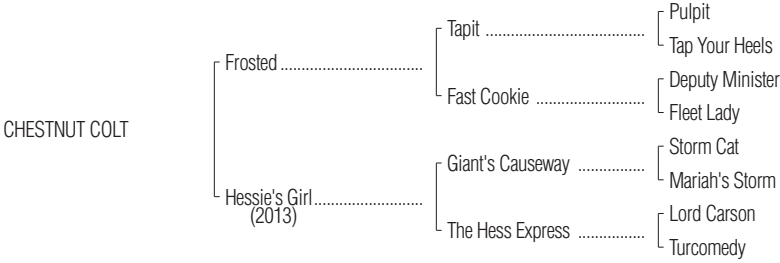 Pulpit
Tapit
Tap Your Heels
Frosted
Deputy Minister
Fast Cookie
Fleet Lady
CHESTNUT COLT
Storm Cat
Giant's Causeway
Mariah's Storm
Hessie's Girl
(2013)
Lord Carson
The Hess Express
Turcomedy